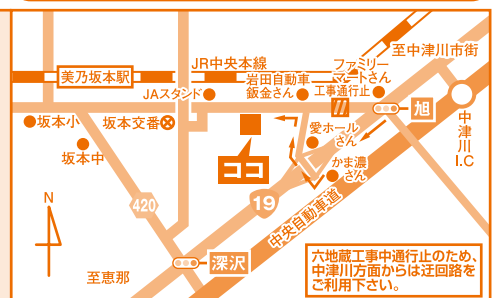 JR中央本線
ファミリー
マートさん
至中津川市街
美乃坂本駅
JAスタンド
岩田自動車
鈑金さん
工事通行止
旭
坂本小
坂本交番
坂本中
愛ホール
さん
中津川
I.C
ココ
かま濃
さん
N
420
19
中央自動車道
深沢
至恵那
六地蔵工事中通行止のため、
中津川方面からは迂回路を
ご利用下さい。